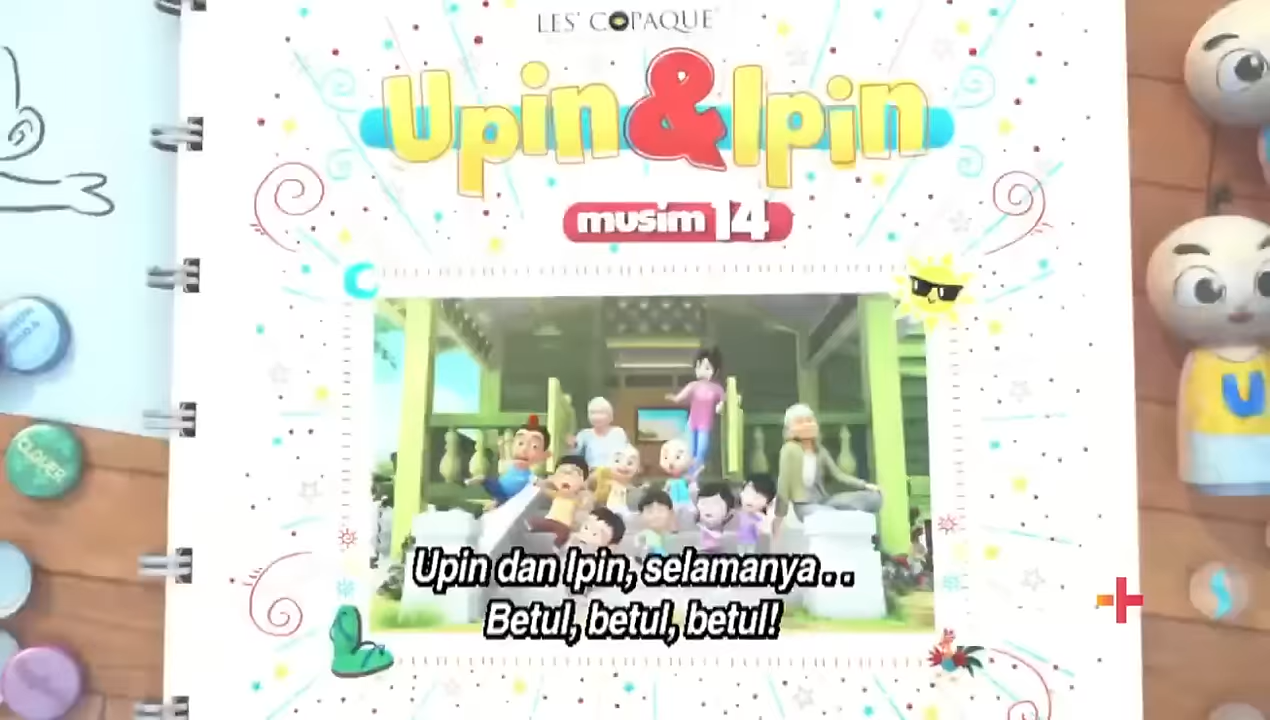 LES' COPAQUE
Upin & Ipin
musim 14
U
CLOVER
Upin dan Ipin, selamanya . .
Betul, betul, betul!